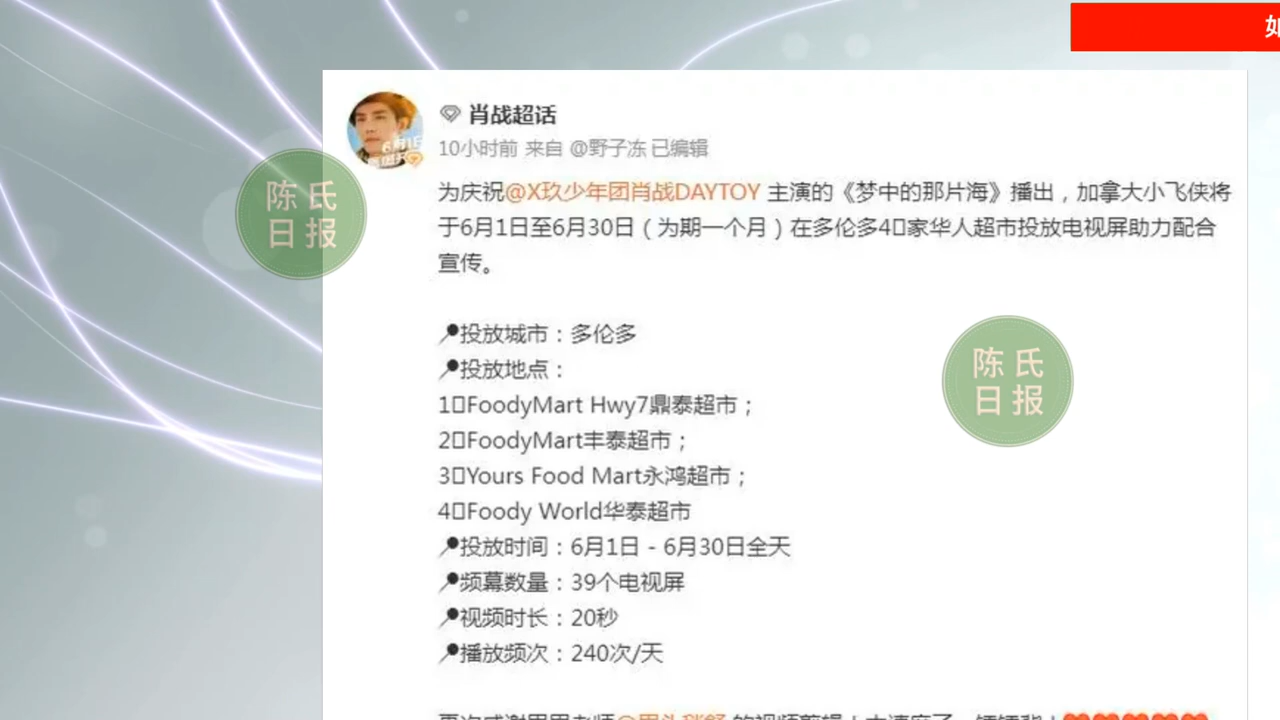 如
肖战超话
10小时前 来自 @野子冻 已编辑
陈氏
日报
为庆祝@X玖少年团肖战DAYTOY 主演的《梦中的那片海》播出，加拿大小飞侠将
于6月1日至6月30日（为期一个月）在多伦多4家华人超市投放电视屏助力配合
宣传。
📍投放城市：多伦多
📍投放地点：
陈氏
日报
1FoodyMart Hwy7鼎泰超市；
2FoodyMart丰泰超市；
3Yours Food Mart永鸿超市；
4Foody World华泰超市
📍投放时间：6月1日 - 6月30日全天
📍频幕数量：39个电视屏
📍视频时长：20秒
📍播放频次：240次/天